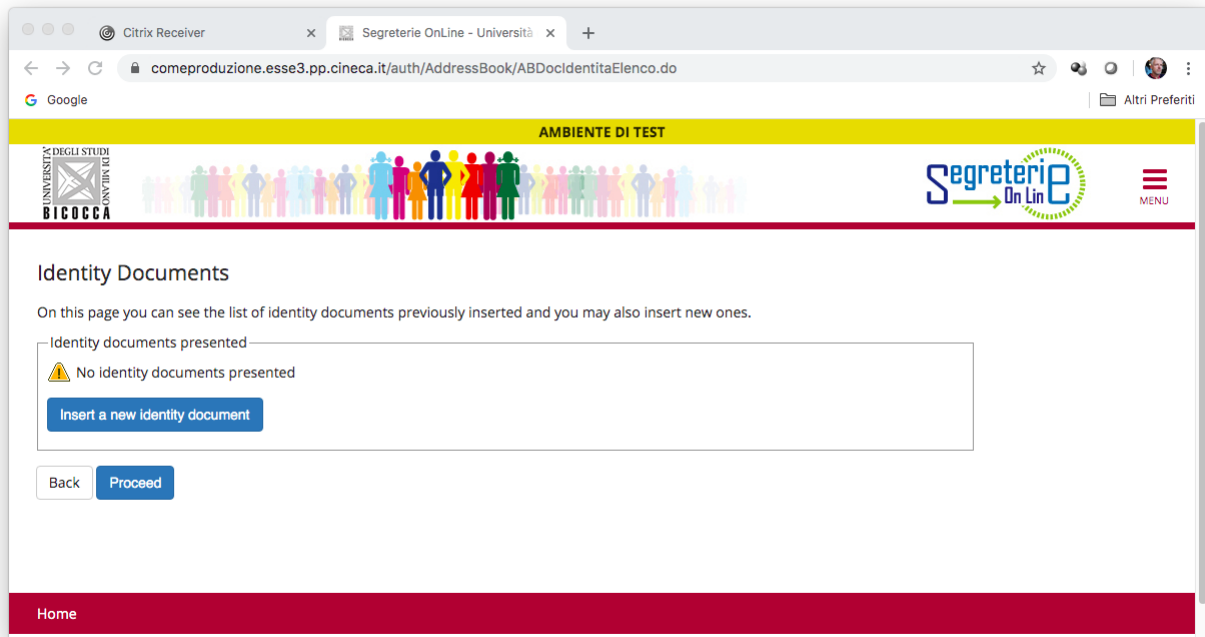 Citrix Receiver
Segreterie OnLine - Università
comeproduzione.esse3.pp.cineca.it/auth/AddressBook/ABDocIdentitaElenco.do
Google
Altri Preferiti
AMBIENTE DI TEST
UNIVERSITA' DEGLI STUDI DI MILANO
BICOCCA
Segreterie
On Line
MENU
Identity Documents
On this page you can see the list of identity documents previously inserted and you may also insert new ones.
Identity documents presented
No identity documents presented
Insert a new identity document
Back
Proceed
Home